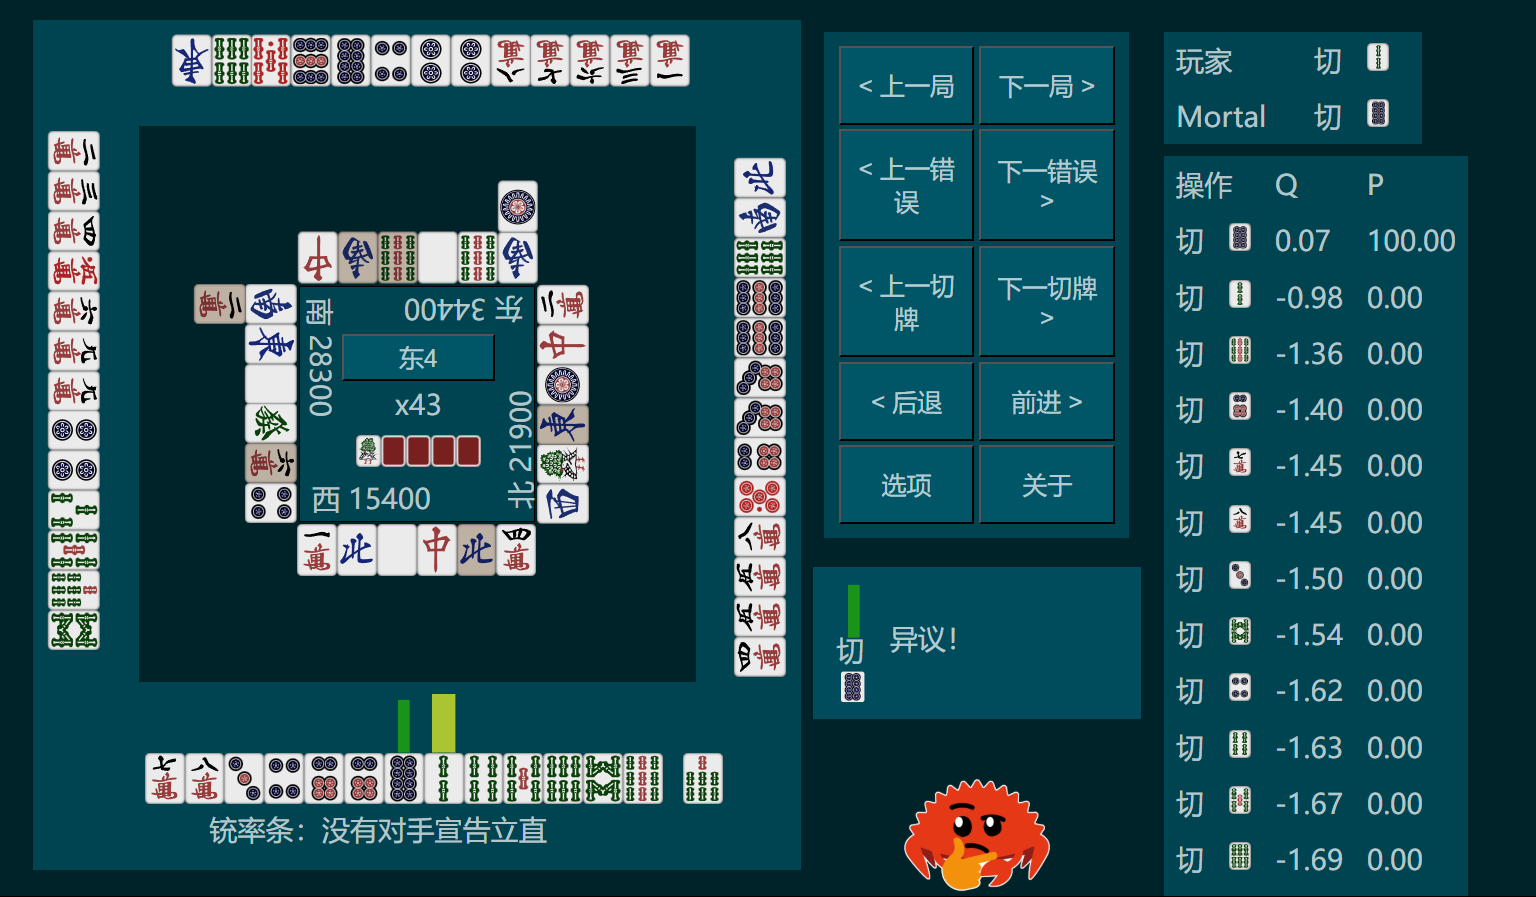 东 34400
南 28300
东4
x43
北 21900
西 15400
铳率条：没有对手宣告立直
< 上一局
下一局 >
< 上一错误
下一错误 >
< 上一切牌
下一切牌 >
< 后退
前进 >
选项
关于
切
异议！
玩家 切
Mortal 切
操作 Q P
切 0.07 100.00
切 -0.98 0.00
切 -1.36 0.00
切 -1.40 0.00
切 -1.45 0.00
切 -1.45 0.00
切 -1.50 0.00
切 -1.54 0.00
切 -1.62 0.00
切 -1.63 0.00
切 -1.67 0.00
切 -1.69 0.00